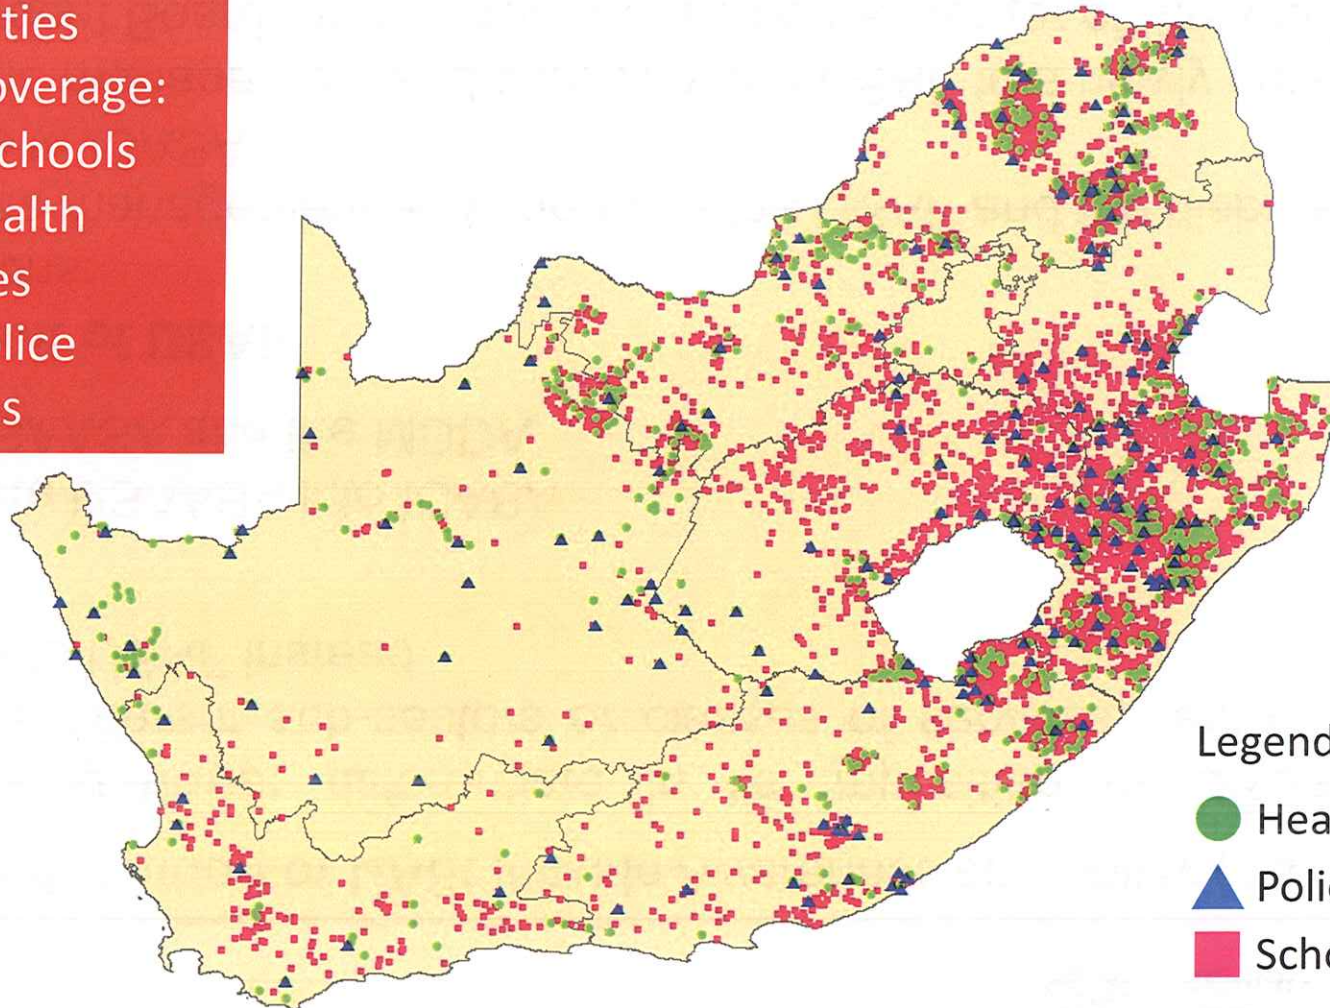 ties
overage:
chools
alth
es
lice
s
Legend
Hea
Polic
Scho